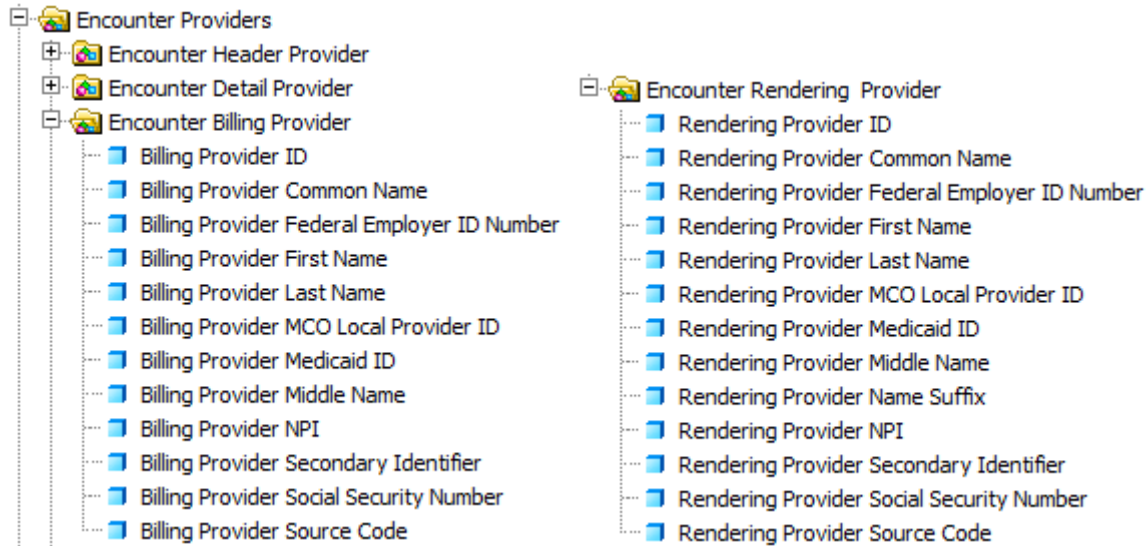 Encounter Providers
Encounter Header Provider
Encounter Detail Provider
Encounter Billing Provider
Billing Provider ID
Billing Provider Common Name
Billing Provider Federal Employer ID Number
Billing Provider First Name
Billing Provider Last Name
Billing Provider MCO Local Provider ID
Billing Provider Medicaid ID
Billing Provider Middle Name
Billing Provider NPI
Billing Provider Secondary Identifier
Billing Provider Social Security Number
Billing Provider Source Code
Encounter Rendering Provider
Rendering Provider ID
Rendering Provider Common Name
Rendering Provider Federal Employer ID Number
Rendering Provider First Name
Rendering Provider Last Name
Rendering Provider MCO Local Provider ID
Rendering Provider Medicaid ID
Rendering Provider Middle Name
Rendering Provider Name Suffix
Rendering Provider NPI
Rendering Provider Secondary Identifier
Rendering Provider Social Security Number
Rendering Provider Source Code